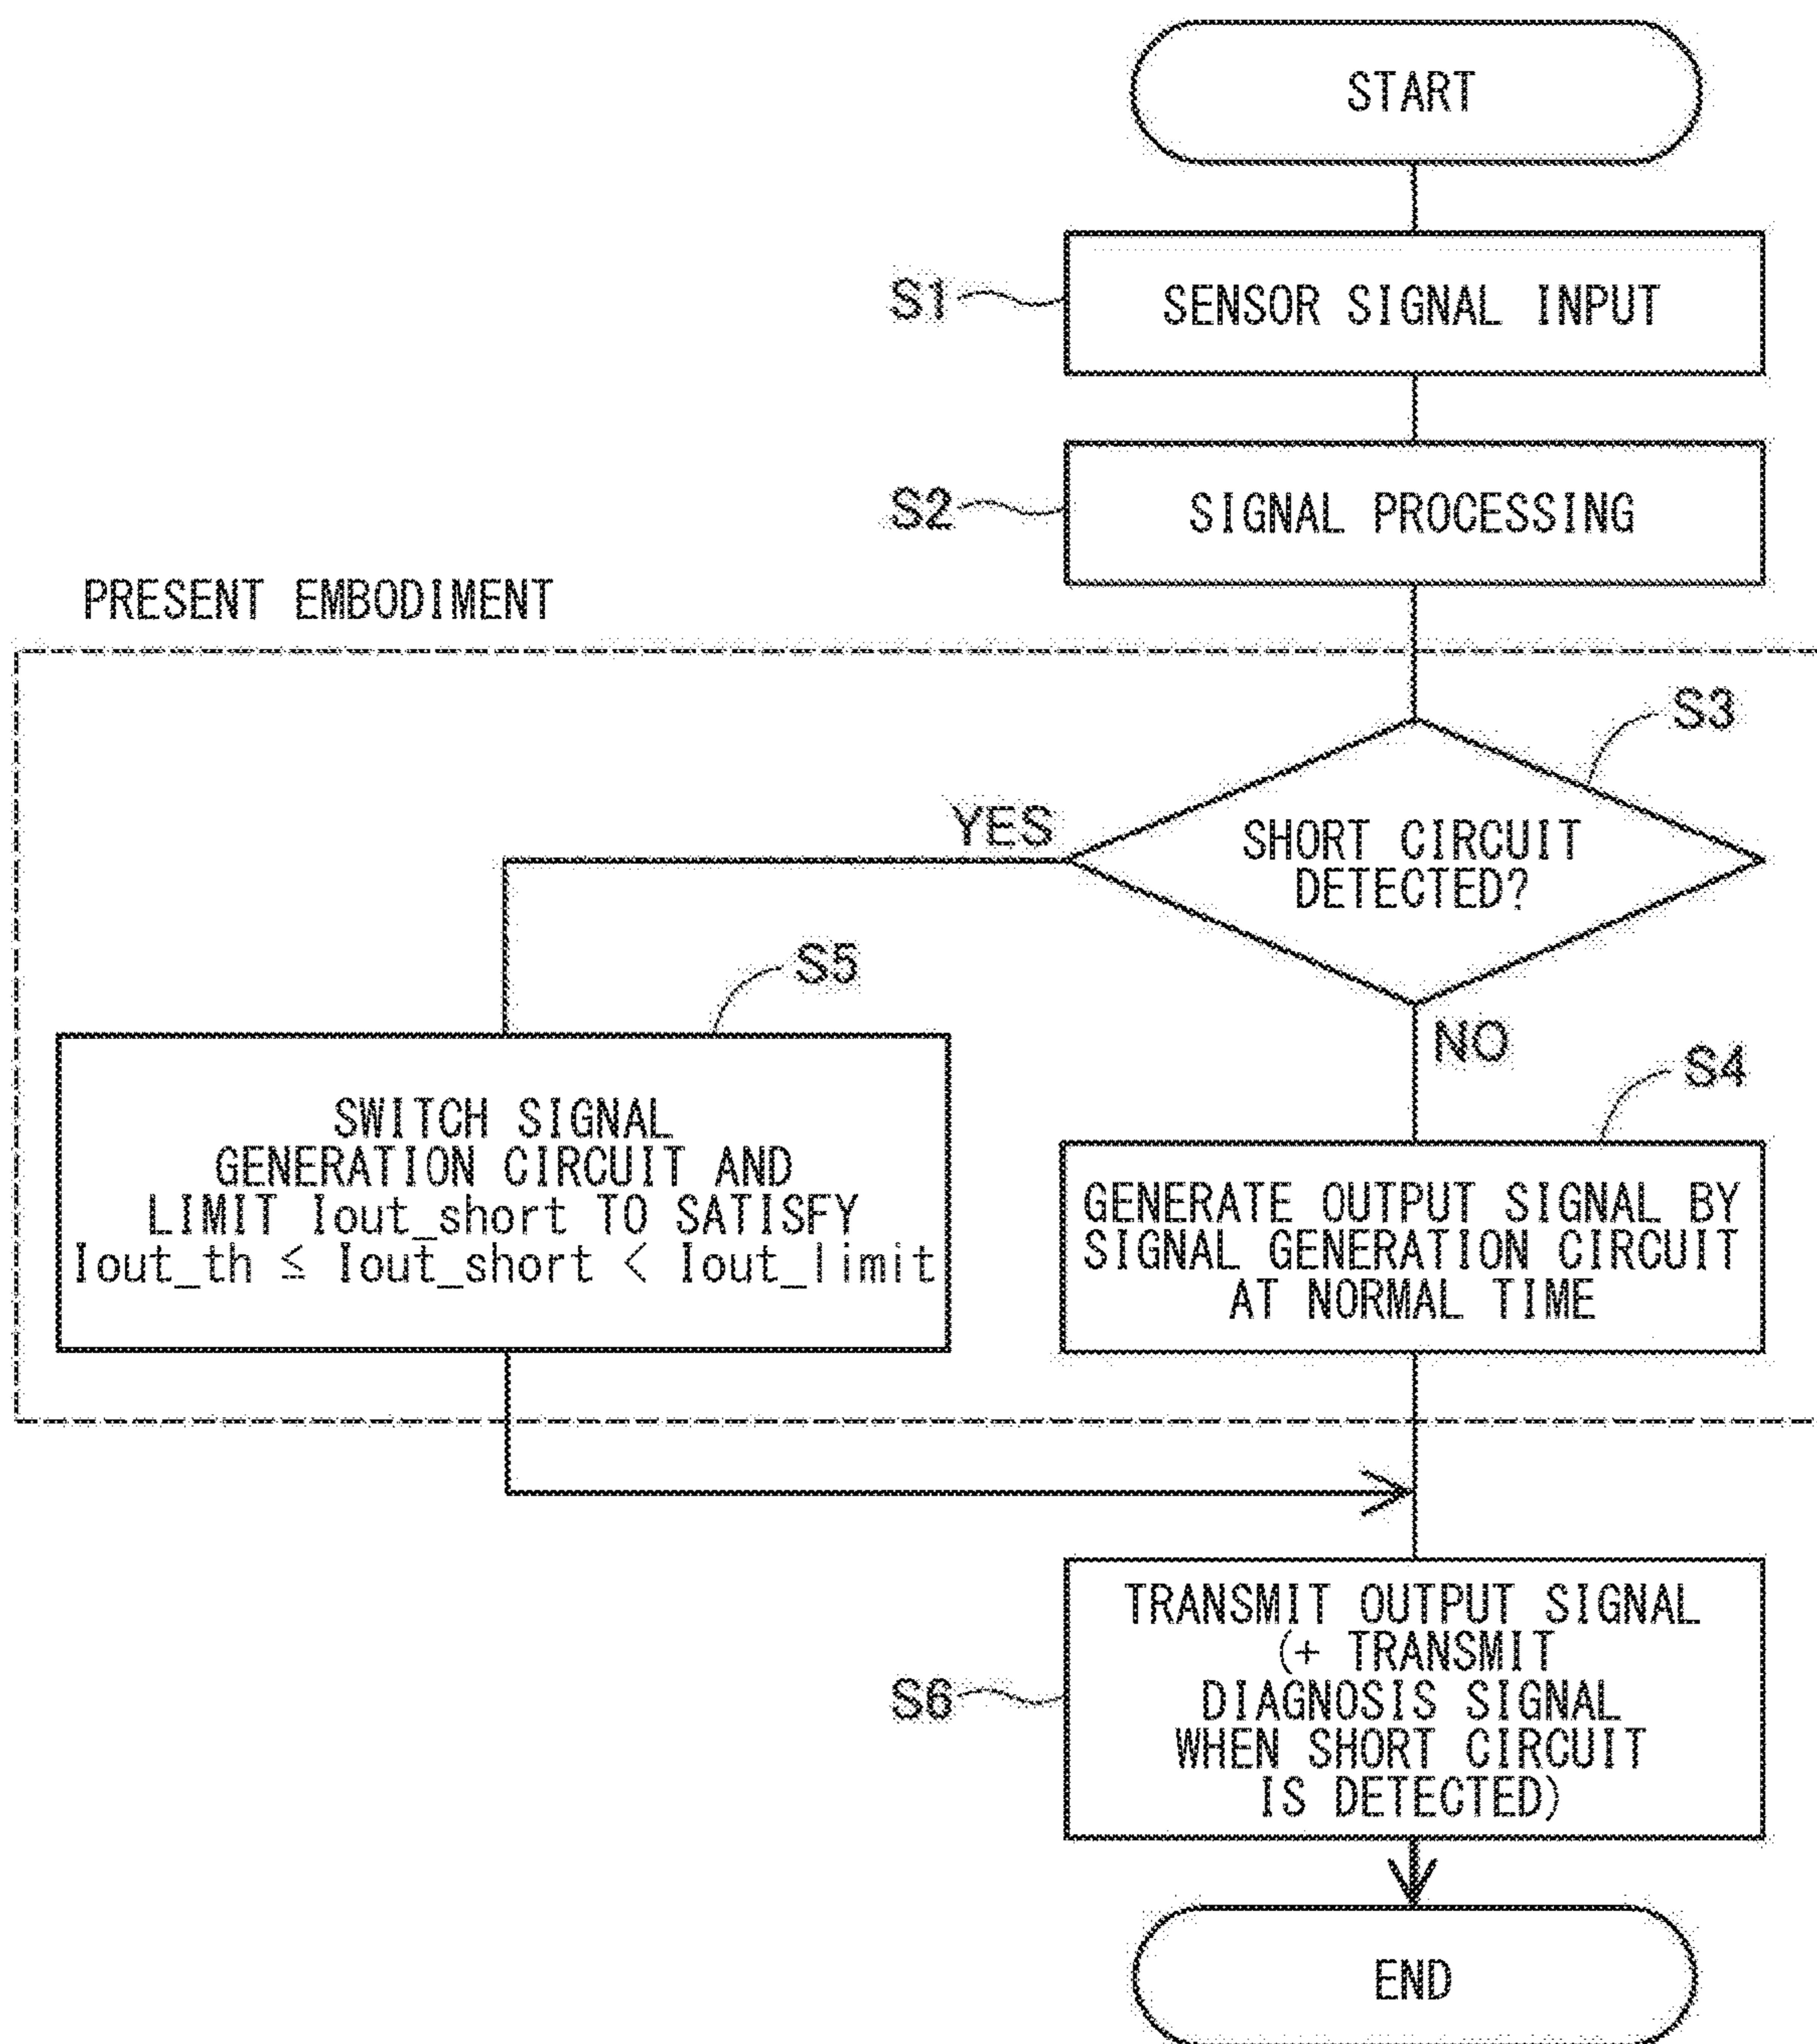 START
S1
SENSOR SIGNAL INPUT
S2
SIGNAL PROCESSING
PRESENT EMBODIMENT
S3
SHORT CIRCUIT
DETECTED?
YES
NO
S5
SWITCH SIGNAL
GENERATION CIRCUIT AND
LIMIT Iout_short TO SATISFY
Iout_th ≤ Iout_short < Iout_limit
S4
GENERATE OUTPUT SIGNAL BY
SIGNAL GENERATION CIRCUIT
AT NORMAL TIME
S6
TRANSMIT OUTPUT SIGNAL
(+ TRANSMIT
DIAGNOSIS SIGNAL
WHEN SHORT CIRCUIT
IS DETECTED)
END